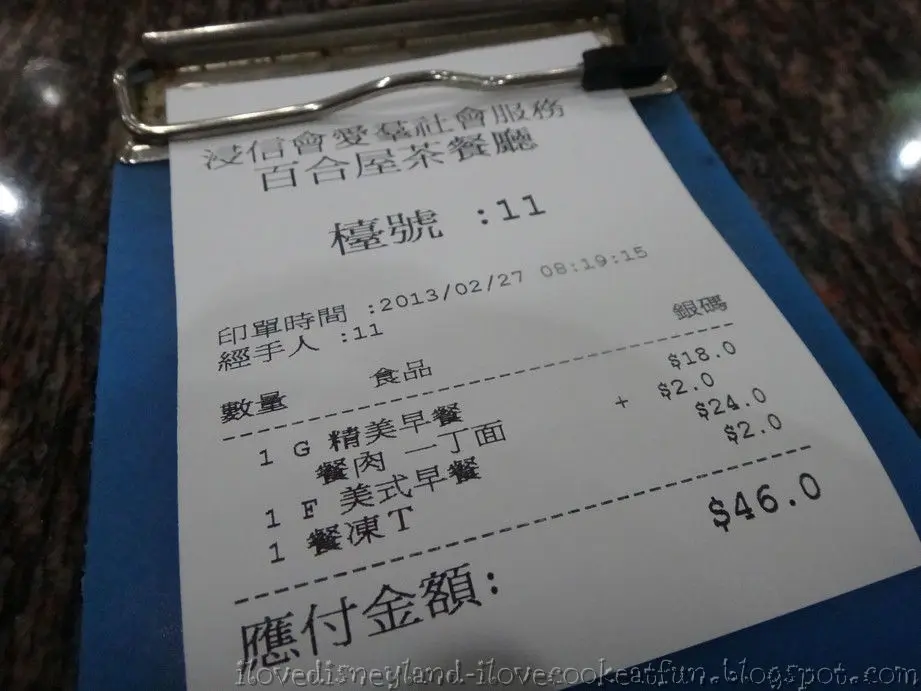 浸信會愛羣社會服務
百合屋茶餐廳
檯號 :11
印單時間 :2013/02/27 08:19:15
經手人 :11
數量 食品 銀碼
1 G 精美早餐 $18.0
餐肉 一丁面 + $2.0
1 F 美式早餐 $24.0
1 餐凍T $2.0
應付金額: $46.0
ilovedisneyland-ilovecookeatfun.blogspot.com